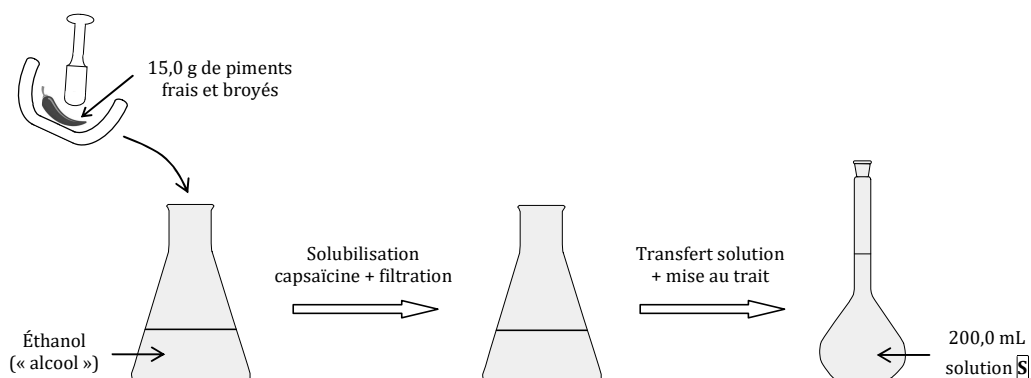 15,0 g de piments
frais et broyés
Solubilisation
capsaïcine + filtration
Transfert solution
+ mise au trait
Éthanol
(« alcool »)
200,0 mL
solution S